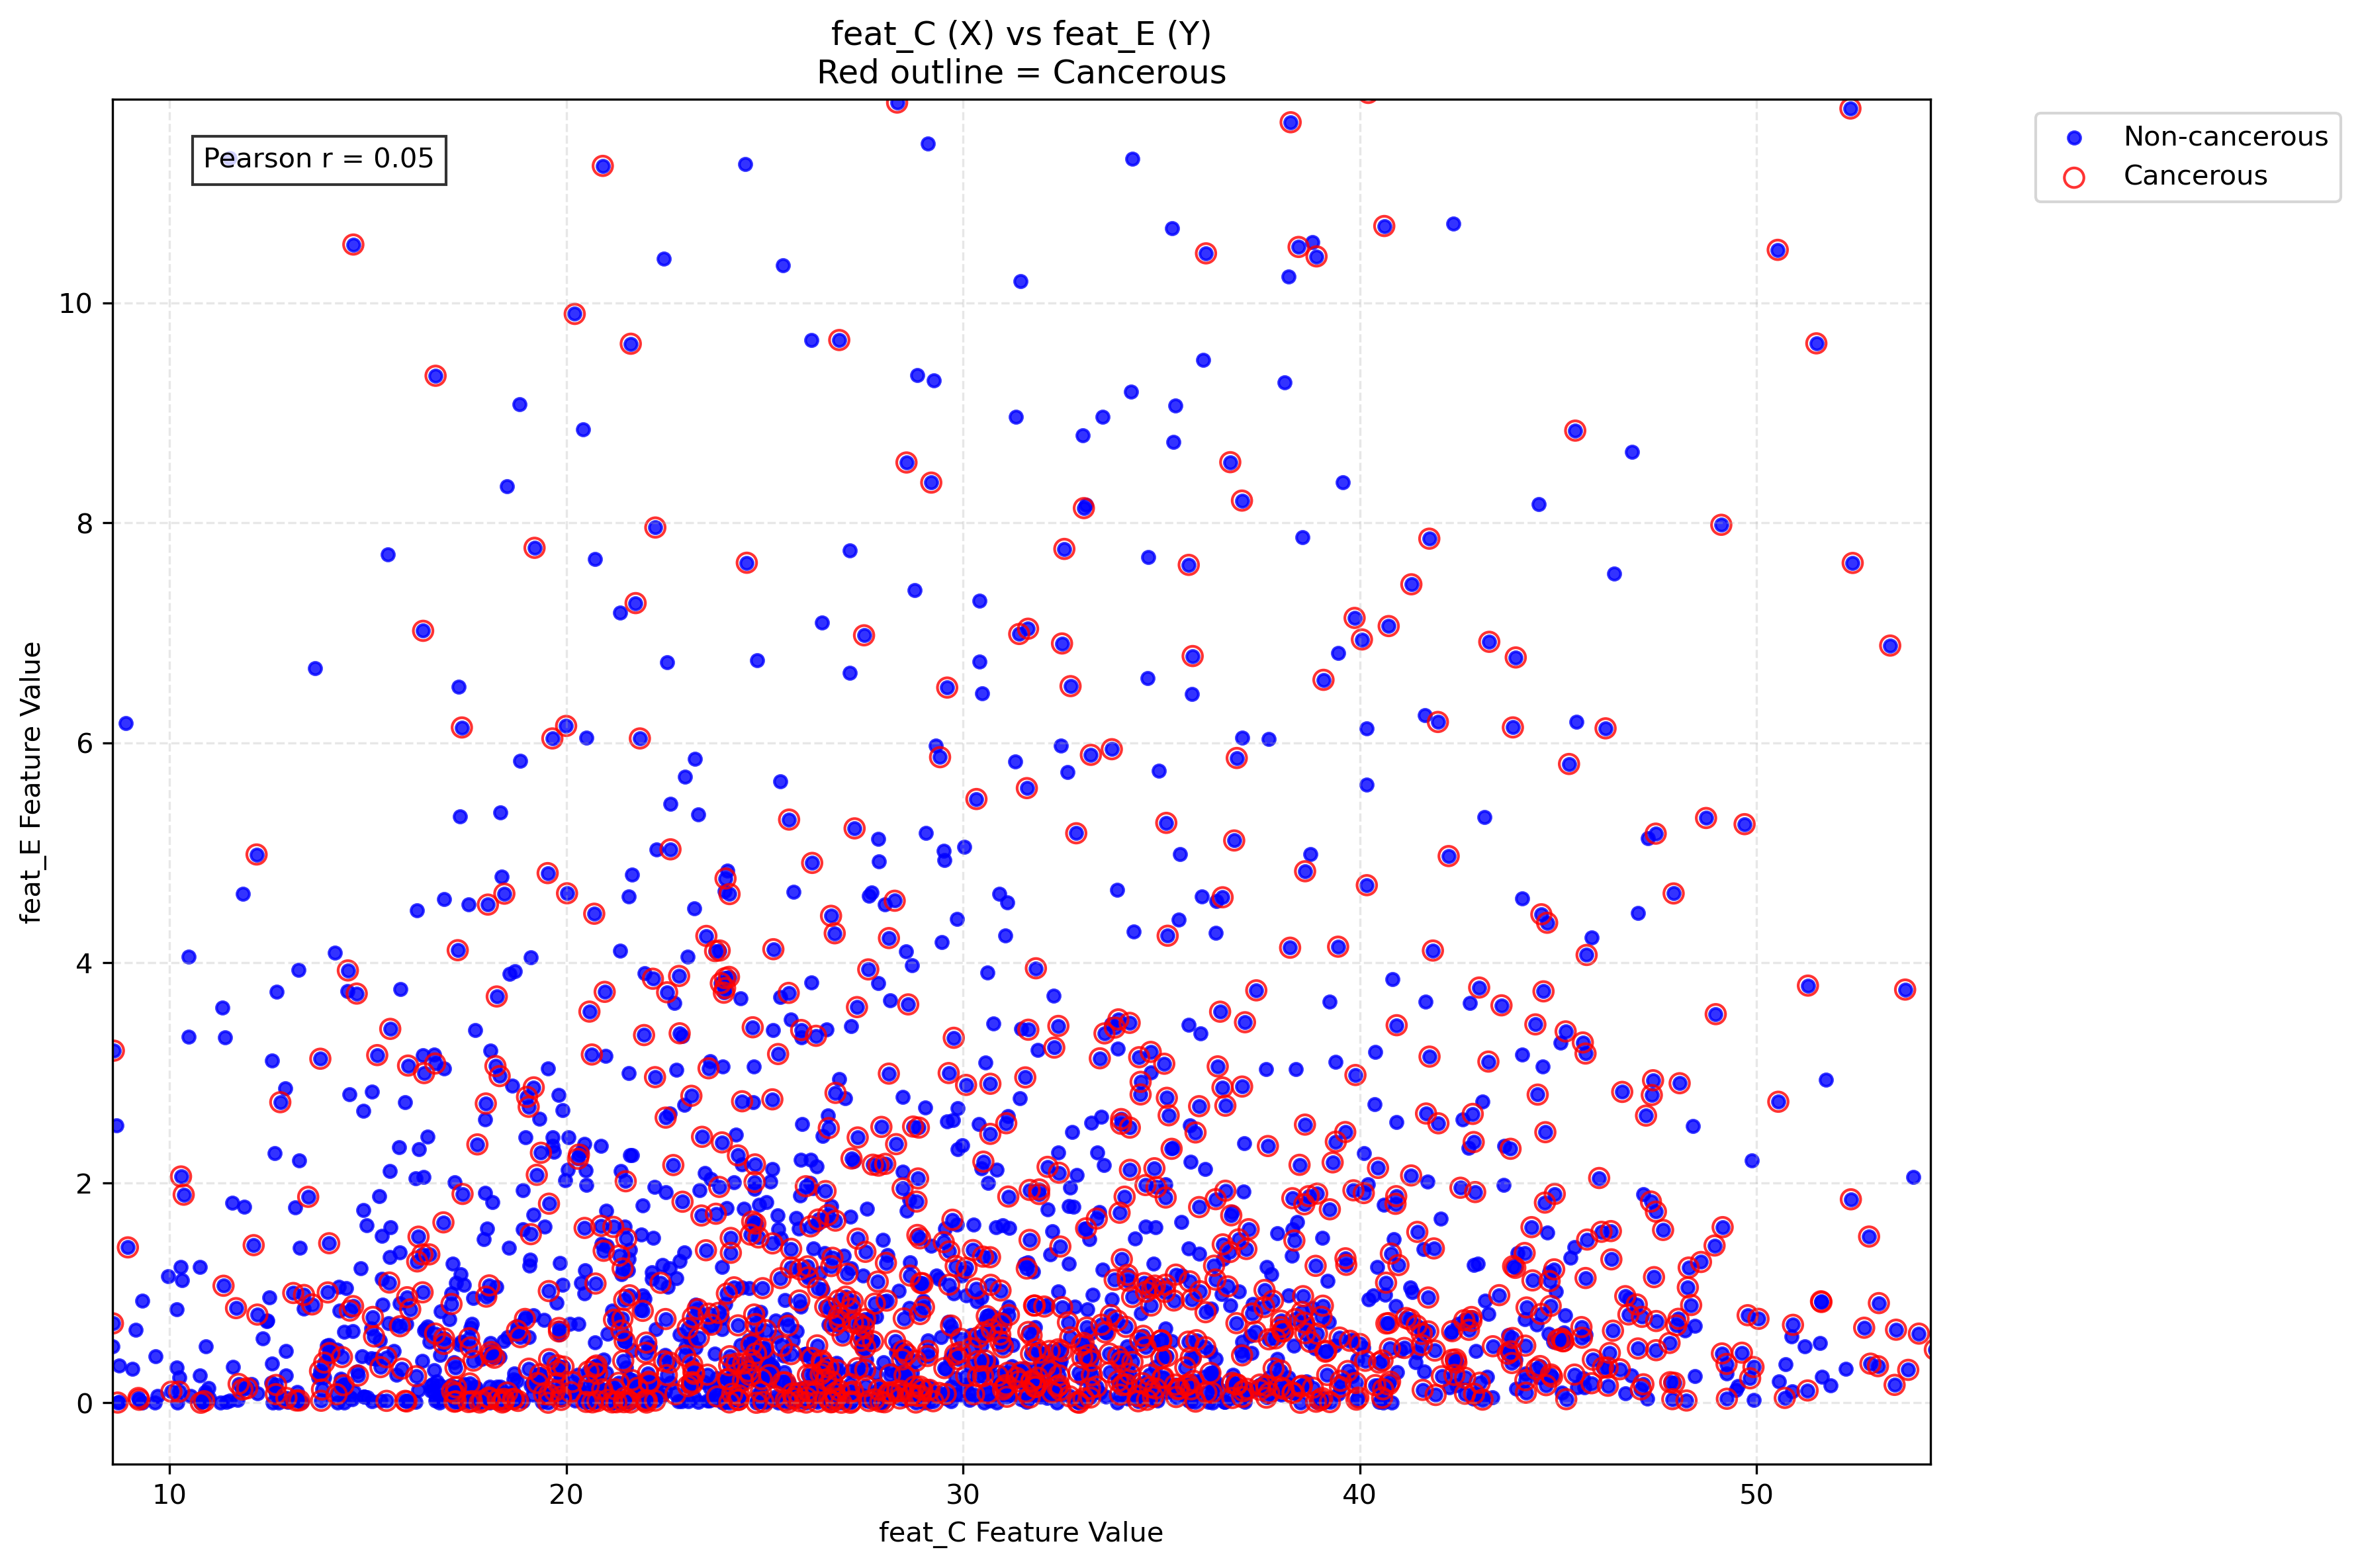 feat_C (X) vs feat_E (Y)
Red outline = Cancerous
Pearson r = 0.05
Non-cancerous
Cancerous
10
8
6
4
2
0
feat_E Feature Value
10
20
30
40
50
feat_C Feature Value